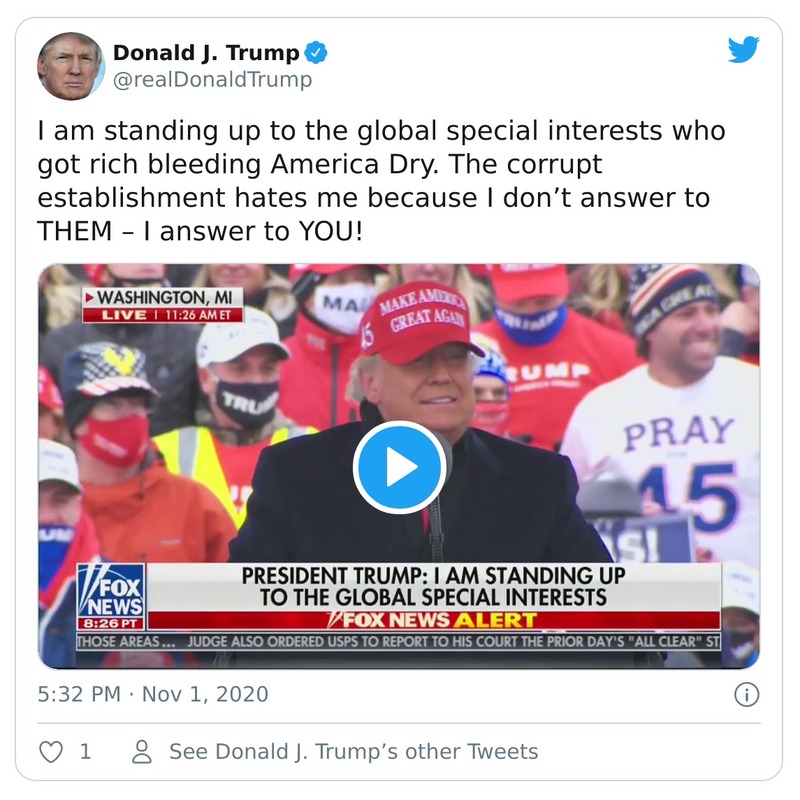 Donald J. Trump
@realDonaldTrump
I am standing up to the global special interests who
got rich bleeding America Dry. The corrupt
establishment hates me because I don’t answer to
THEM – I answer to YOU!
WASHINGTON, MI
LIVE | 11:26 AM ET
MAKE AMERICA
GREAT AGAIN
45
TRUMP
TRUMP
PRAY
45
FOX
NEWS
8:26 PT
PRESIDENT TRUMP: I AM STANDING UP
TO THE GLOBAL SPECIAL INTERESTS
FOX NEWS ALERT
THOSE AREAS... JUDGE ALSO ORDERED USPS TO REPORT TO HIS COURT THE PRIOR DAY'S "ALL CLEAR" ST
5:32 PM · Nov 1, 2020
1
See Donald J. Trump’s other Tweets